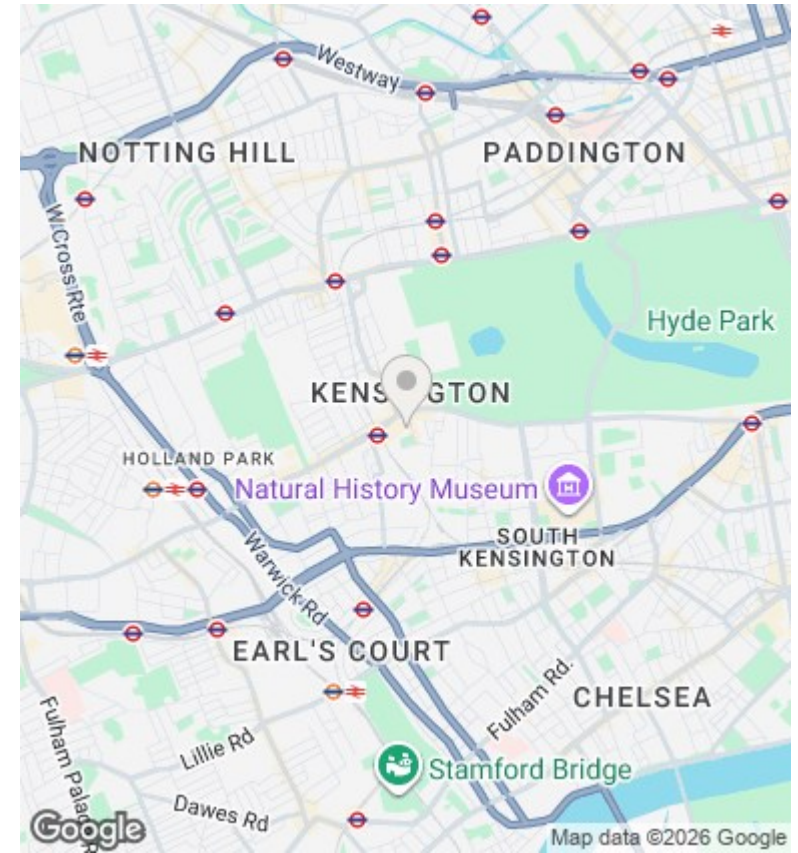 Westway
NOTTING HILL
PADDINGTON
W Cross Rte
Hyde Park
KENS GTON
HOLLAND PARK
Natural History Museum
SOUTH
KENSINGTON
Warwick Rd
EARL'S COURT
CHELSEA
Fulham Rd.
Lillie Rd
Fulham Palace R
Stamford Bridge
Dawes Rd
Google
Map data ©2026 Google